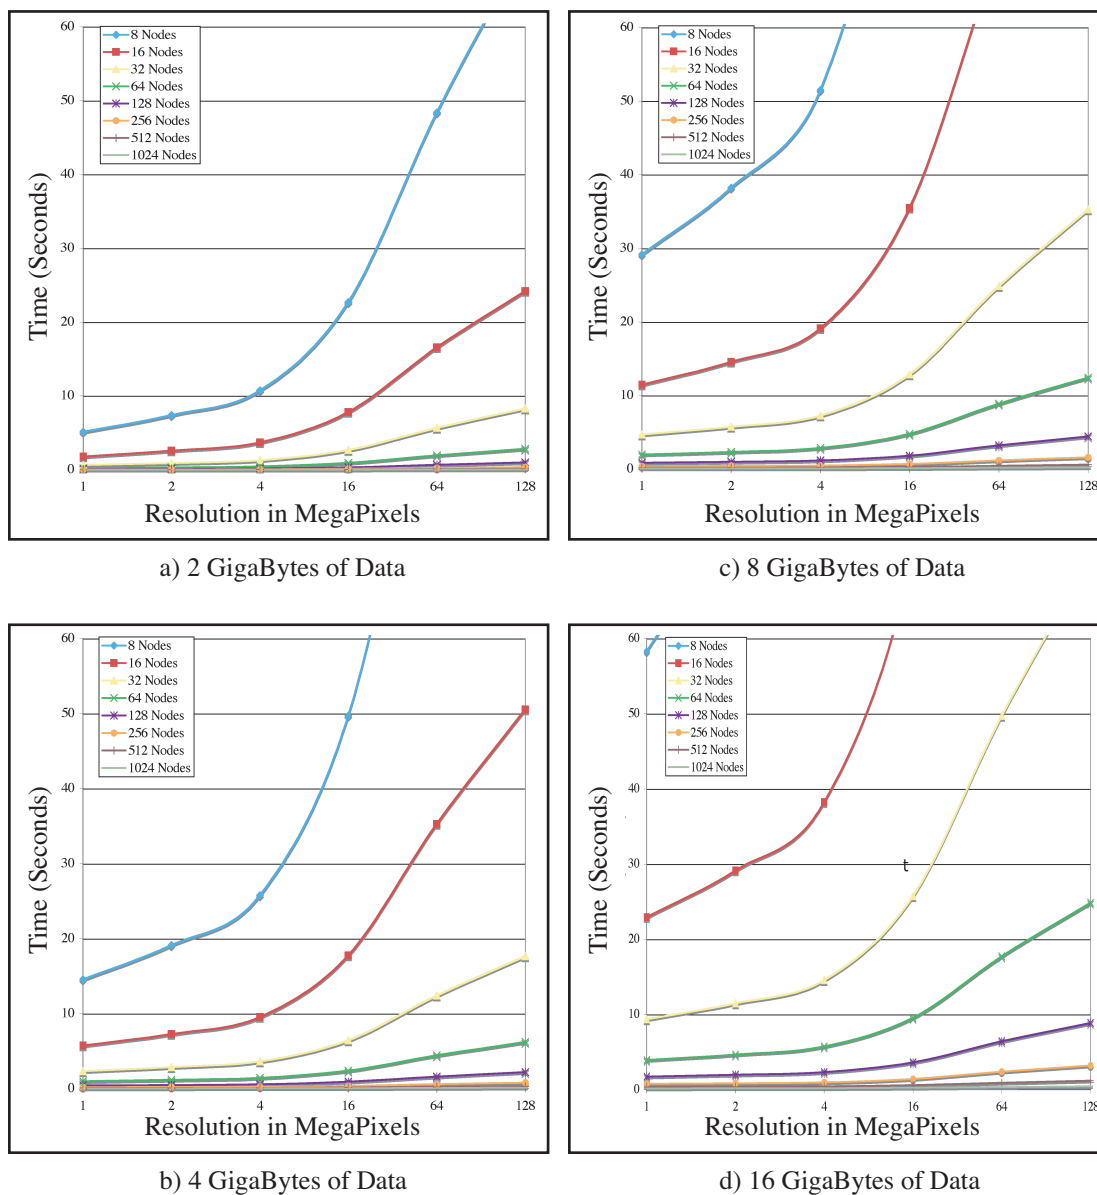 60
50
40
30
20
10
0
Time (Seconds)
8 Nodes
16 Nodes
32 Nodes
64 Nodes
128 Nodes
256 Nodes
512 Nodes
1024 Nodes
1 2 4 16 64 128
Resolution in MegaPixels
a) 2 GigaBytes of Data
60
50
40
30
20
10
0
Time (Seconds)
8 Nodes
16 Nodes
32 Nodes
64 Nodes
128 Nodes
256 Nodes
512 Nodes
1024 Nodes
1 2 4 16 64 128
Resolution in MegaPixels
c) 8 GigaBytes of Data
60
50
40
30
20
10
0
Time (Seconds)
8 Nodes
16 Nodes
32 Nodes
64 Nodes
128 Nodes
256 Nodes
512 Nodes
1024 Nodes
1 2 4 16 64 128
Resolution in MegaPixels
b) 4 GigaBytes of Data
60
50
40
30
20
10
0
Time (Seconds)
8 Nodes
16 Nodes
32 Nodes
64 Nodes
128 Nodes
256 Nodes
512 Nodes
1024 Nodes
t
1 2 4 16 64 128
Resolution in MegaPixels
d) 16 GigaBytes of Data